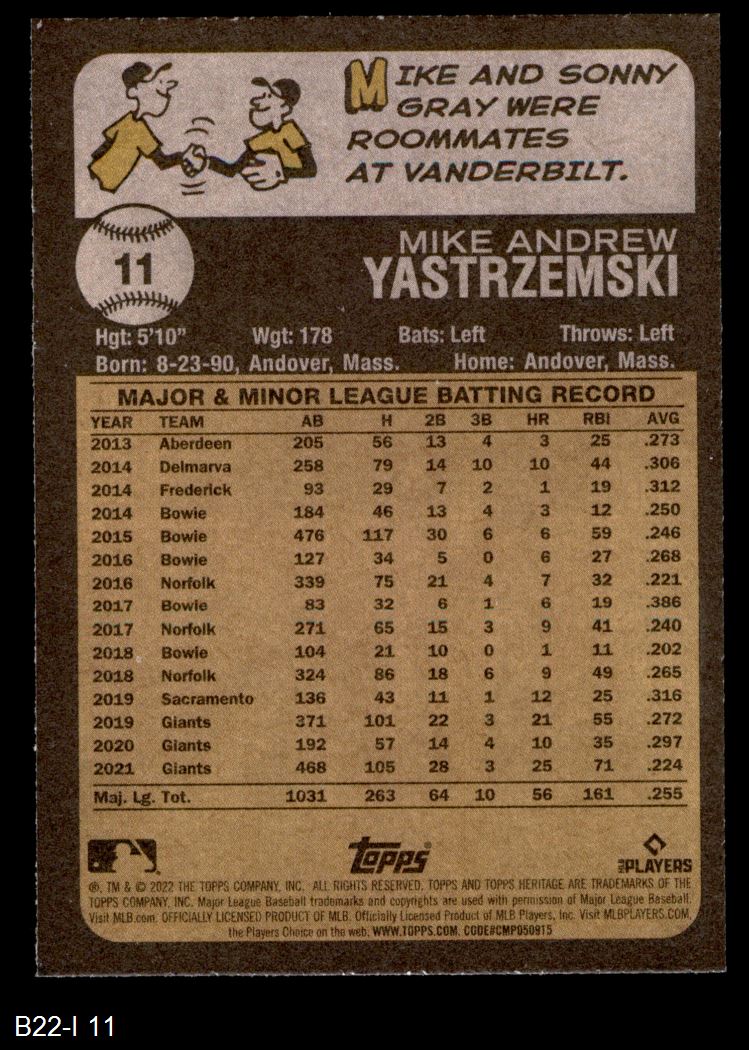 MIKE AND SONNY
GRAY WERE
ROOMMATES
AT VANDERBILT.
11
MIKE ANDREW
YASTRZEMSKI
Hgt: 5'10" Wgt: 178 Bats: Left Throws: Left
Born: 8-23-90, Andover, Mass. Home: Andover, Mass.
MAJOR & MINOR LEAGUE BATTING RECORD
YEAR TEAM AB H 2B 3B HR RBI AVG
2013 Aberdeen 205 56 13 4 3 25 .273
2014 Delmarva 258 79 14 10 10 44 .306
2014 Frederick 93 29 7 2 1 19 .312
2014 Bowie 184 46 13 4 3 12 .250
2015 Bowie 476 117 30 6 6 59 .246
2016 Bowie 127 34 5 0 6 27 .268
2016 Norfolk 339 75 21 4 7 32 .221
2017 Bowie 83 32 6 1 6 19 .386
2017 Norfolk 271 65 15 3 9 41 .240
2018 Bowie 104 21 10 0 1 11 .202
2018 Norfolk 324 86 18 6 9 49 .265
2019 Sacramento 136 43 11 1 12 25 .316
2019 Giants 371 101 22 3 21 55 .272
2020 Giants 192 57 14 4 10 35 .297
2021 Giants 468 105 28 3 25 71 .224
Maj. Lg. Tot. 1031 263 64 10 56 161 .255
Topps
MLB PLAYERS
®, TM & © 2022 THE TOPPS COMPANY, INC. ALL RIGHTS RESERVED. TOPPS AND TOPPS HERITAGE ARE TRADEMARKS OF THE
TOPPS COMPANY, INC. Major League Baseball trademarks and copyrights are used with permission of Major League Baseball.
Visit MLB.com. OFFICIALLY LICENSED PRODUCT OF MLB. Officially Licensed Product of MLB Players, Inc. Visit MLBPLAYERS.COM,
the Players Choice on the web. WWW.TOPPS.COM. CODE#CMP050915
B22-I 11